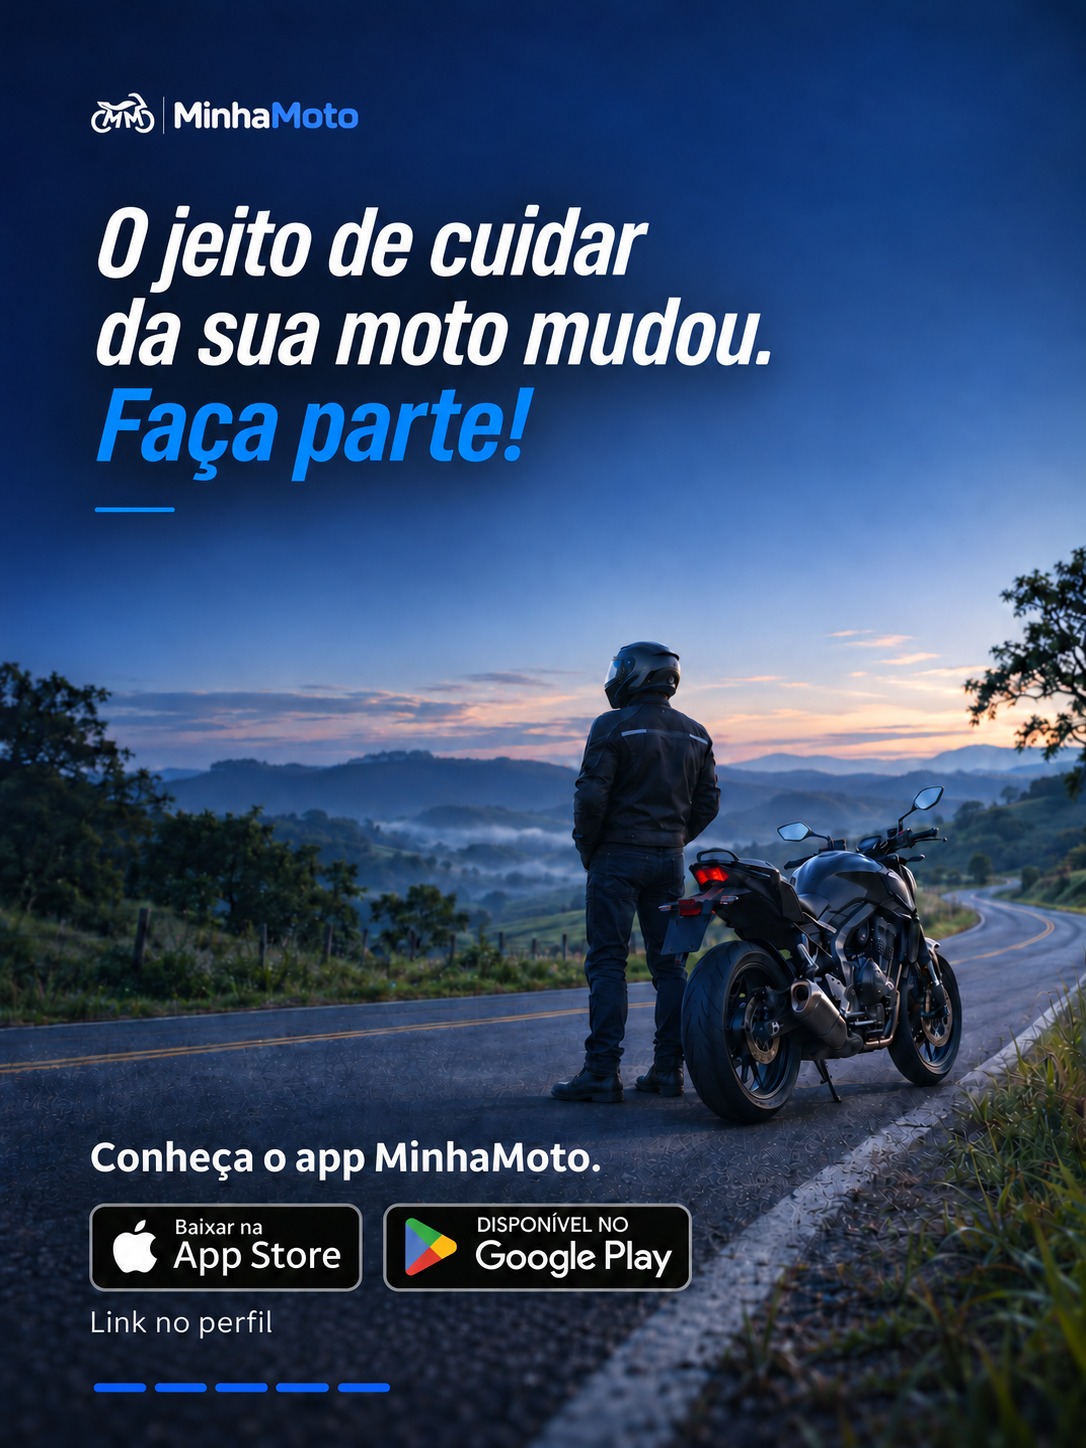 MM
MinhaMoto
O jeito de cuidar
da sua moto mudou.
Faça parte!
Conheça o app MinhaMoto.
Baixar na
App Store
DISPONÍVEL NO
Google Play
Link no perfil